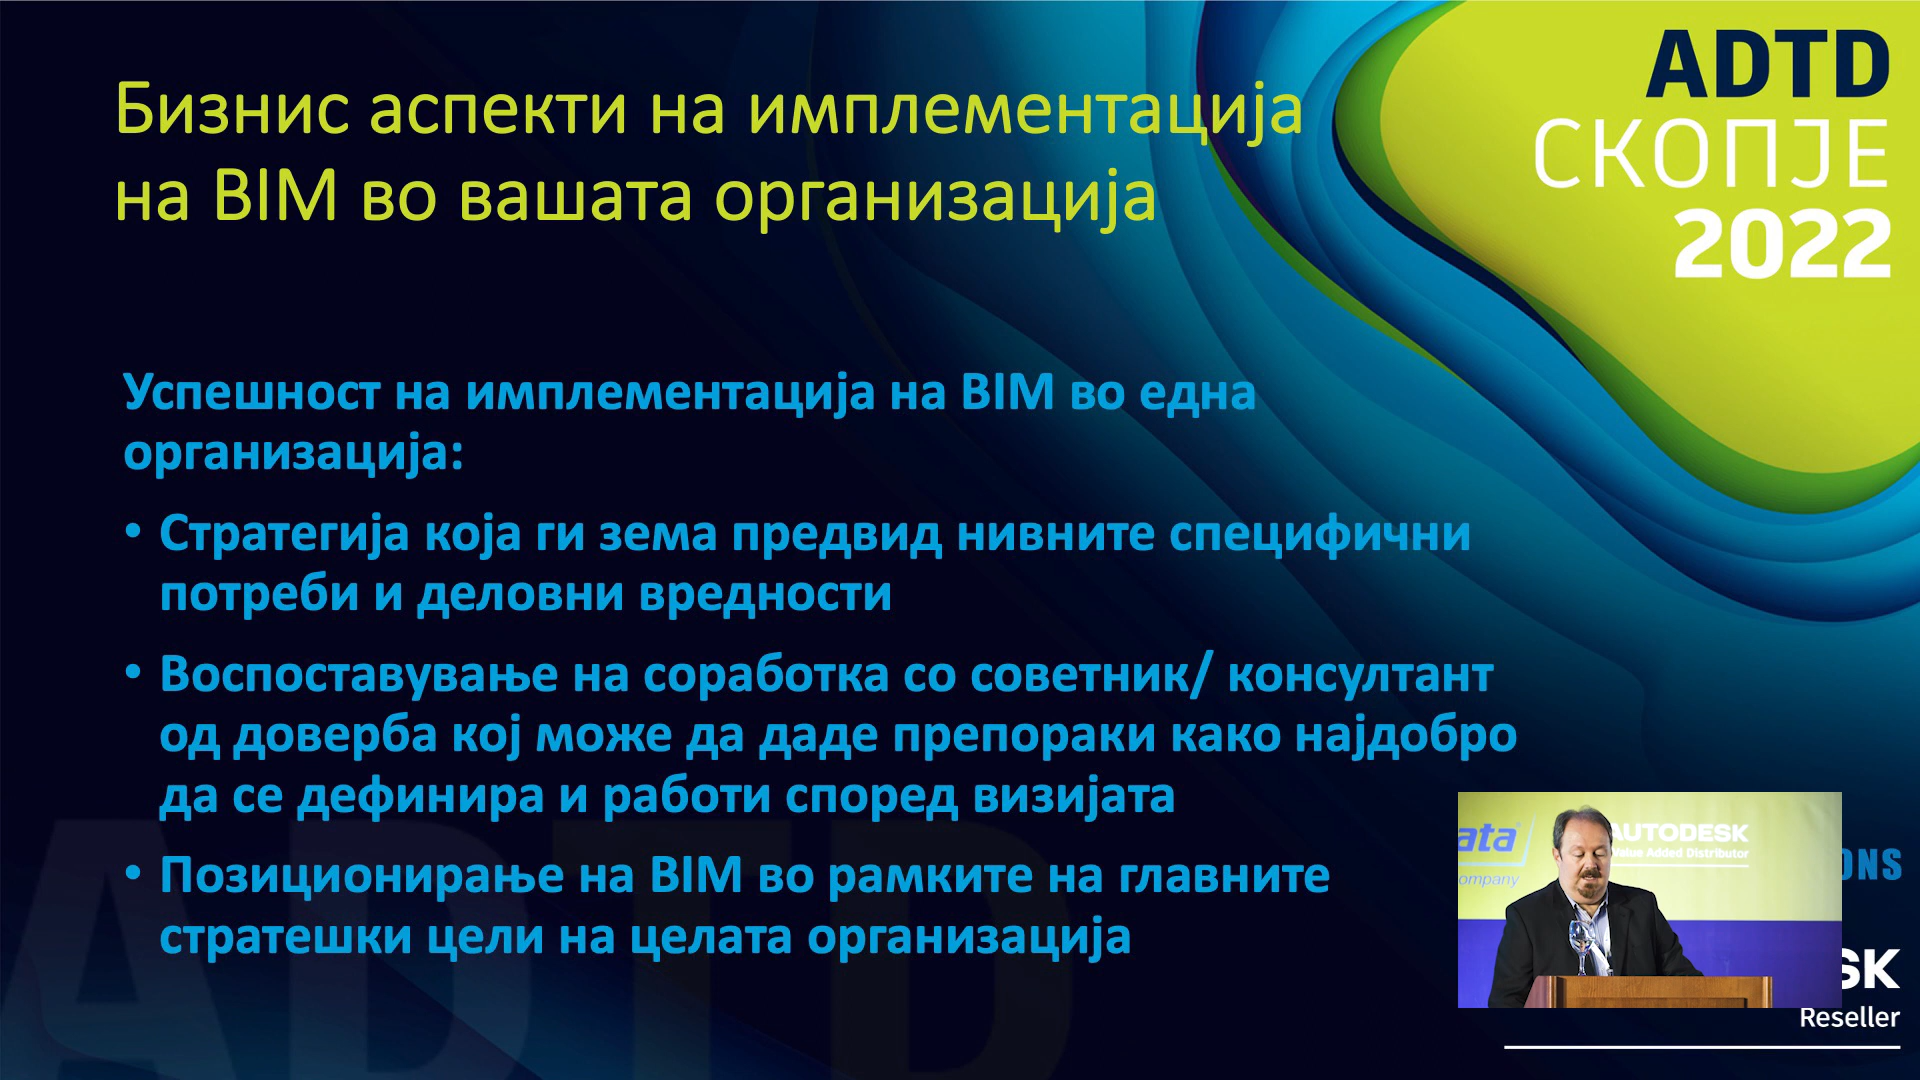 Бизнис аспекти на имплементација
на BIM во вашата организација
ADTD
СКОПЈЕ
2022
Успешност на имплементација на BIM во една
организација:
• Стратегија која ги зема предвид нивните специфични
потреби и деловни вредности
• Воспоставување на соработка со советник/ консултант
од доверба кој може да даде препораки како најдобро
да се дефинира и работи според визијата
• Позиционирање на BIM во рамките на главните
стратешки цели на целата организација
AUTODESK
Value Added Distributor
Reseller
ADTD